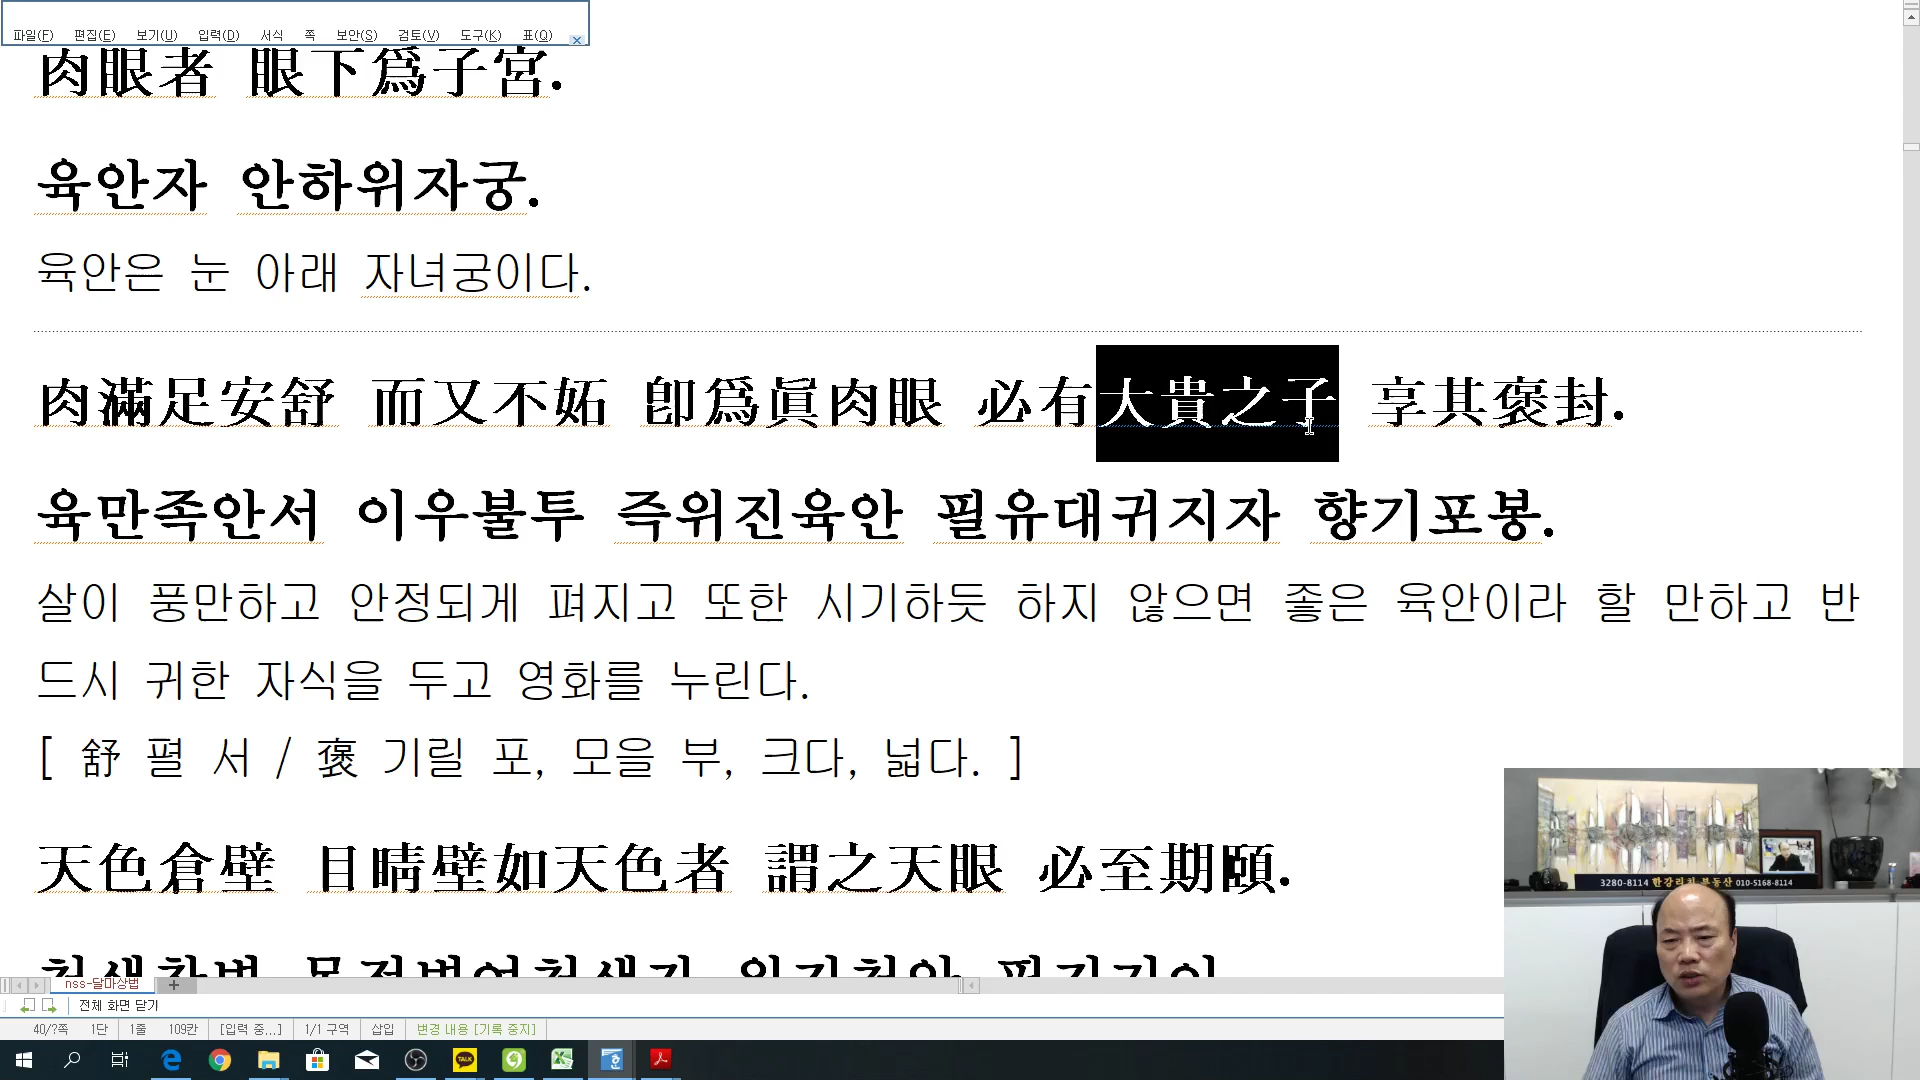 파일(F) 편집(E) 보기(U) 입력(D) 서식 쪽 보안(S) 검토(V) 도구(K) 표(Q)
肉眼者 眼下爲子宮.
육안자 안하위자궁.
육안은 눈 아래 자녀궁이다.
肉滿足安舒 而又不妬 卽爲眞肉眼 必有大貴之子 享其褒封.
육만족안서 이우불투 즉위진육안 필유대귀지자 향기포봉.
살이 풍만하고 안정되게 펴지고 또한 시기하듯 하지 않으면 좋은 육안이라 할 만하고 반
드시 귀한 자식을 두고 영화를 누린다.
[ 舒 펼 서 / 褒 기릴 포, 모을 부, 크다, 넓다. ]
天色倉壁 目睛壁如天色者 謂之天眼 必至期頤.
3280-8114 한강리치부동산 010-5168-8114
nss-달마상법
전체 화면 닫기
40/?쪽 1단 1줄 109칸 [입력 중...] 1/1 구역 삽입 변경 내용 [기록 중지]
TALK